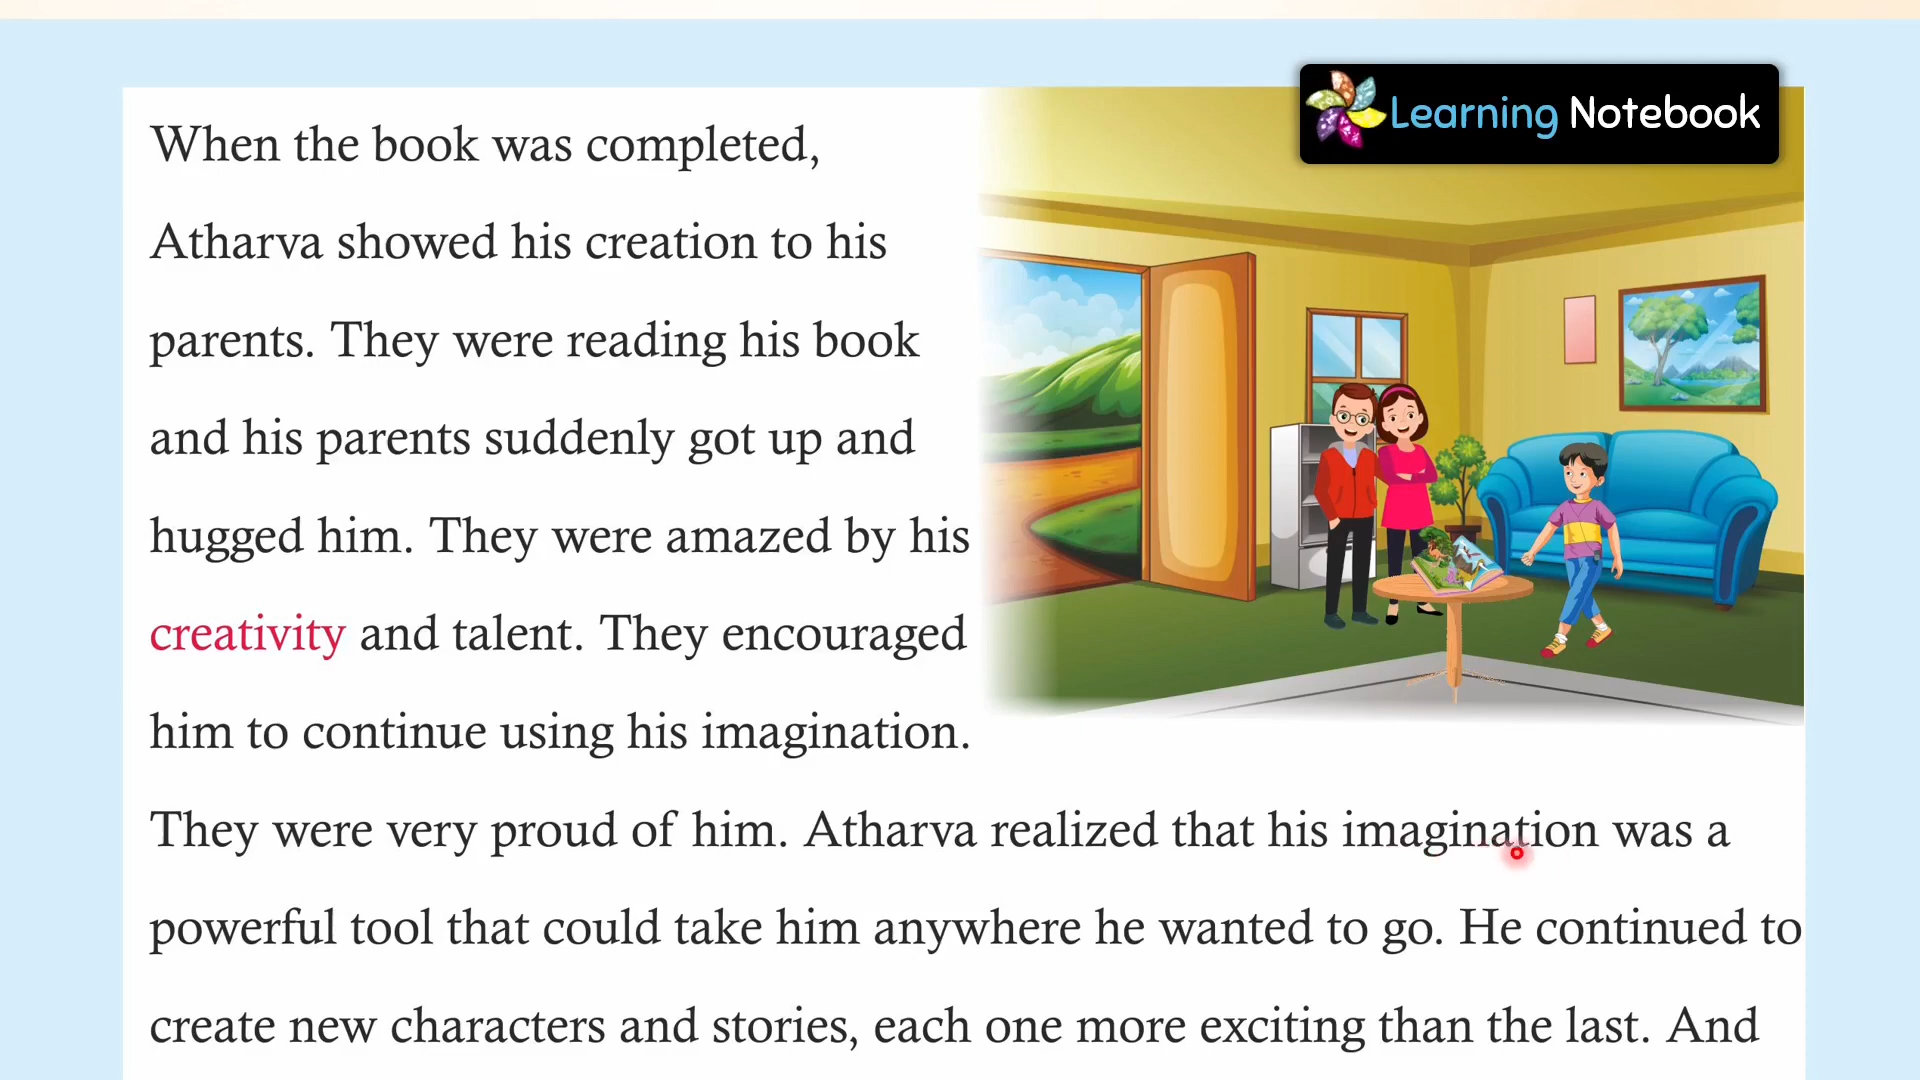 Learning Notebook
When the book was completed,
Atharva showed his creation to his
parents. They were reading his book
and his parents suddenly got up and
hugged him. They were amazed by his
creativity and talent. They encouraged
him to continue using his imagination.
They were very proud of him. Atharva realized that his imagination was a
powerful tool that could take him anywhere he wanted to go. He continued to
create new characters and stories, each one more exciting than the last. And